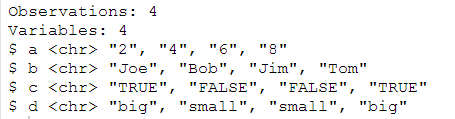 Observations: 4
Variables: 4
$ a <chr> "2", "4", "6", "8"
$ b <chr> "Joe", "Bob", "Jim", "Tom"
$ c <chr> "TRUE", "FALSE", "FALSE", "TRUE"
$ d <chr> "big", "small", "small", "big"